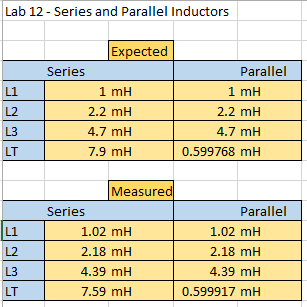 Lab 12 - Series and Parallel Inductors
Expected
Series Parallel
L1 1 mH 1 mH
L2 2.2 mH 2.2 mH
L3 4.7 mH 4.7 mH
LT 7.9 mH 0.599768 mH
Measured
Series Parallel
L1 1.02 mH 1.02 mH
L2 2.18 mH 2.18 mH
L3 4.39 mH 4.39 mH
LT 7.59 mH 0.599917 mH